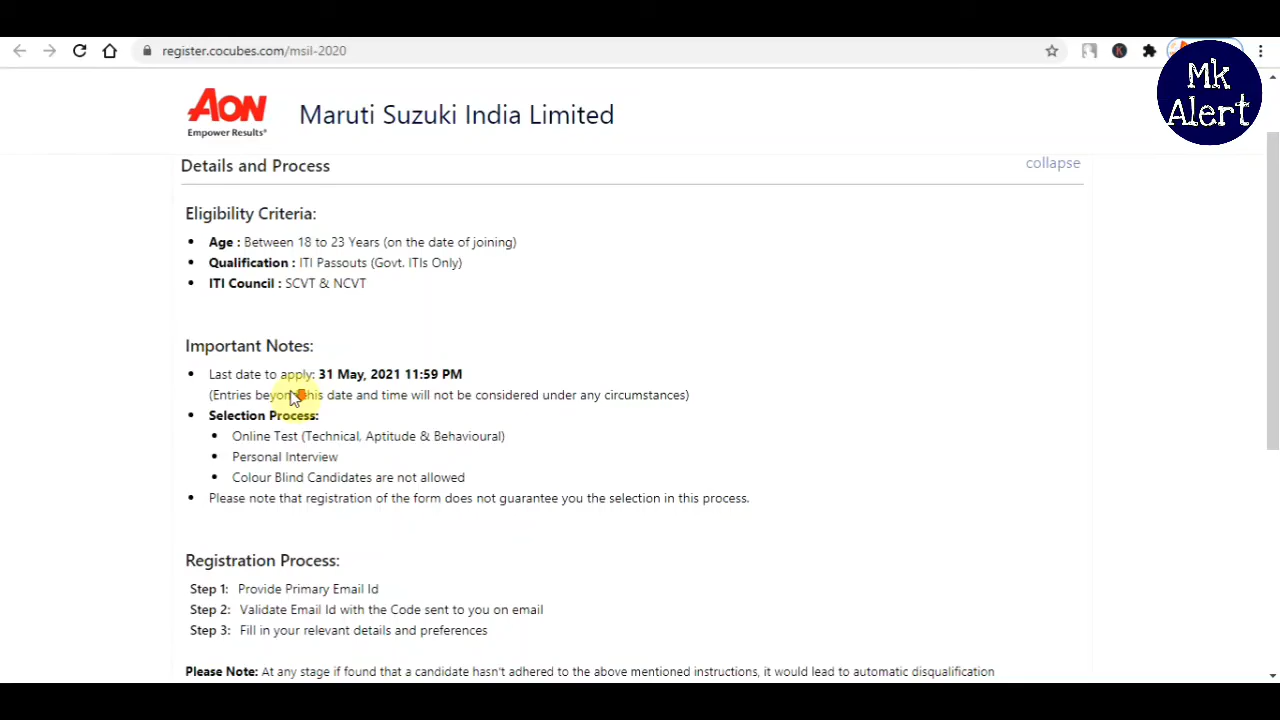 register.cocubes.com/msil-2020
K
Mk
Alert
AON
Empower Results®
Maruti Suzuki India Limited
Details and Process
collapse
Eligibility Criteria:
Age : Between 18 to 23 Years (on the date of joining)
Qualification : ITI Passouts (Govt. ITIs Only)
ITI Council : SCVT & NCVT
Important Notes:
Last date to apply: 31 May, 2021 11:59 PM
(Entries beyond this date and time will not be considered under any circumstances)
Selection Process:
Online Test (Technical, Aptitude & Behavioural)
Personal Interview
Colour Blind Candidates are not allowed
Please note that registration of the form does not guarantee you the selection in this process.
Registration Process:
Step 1: Provide Primary Email Id
Step 2: Validate Email Id with the Code sent to you on email
Step 3: Fill in your relevant details and preferences
Please Note: At any stage if found that a candidate hasn't adhered to the above mentioned instructions, it would lead to automatic disqualification